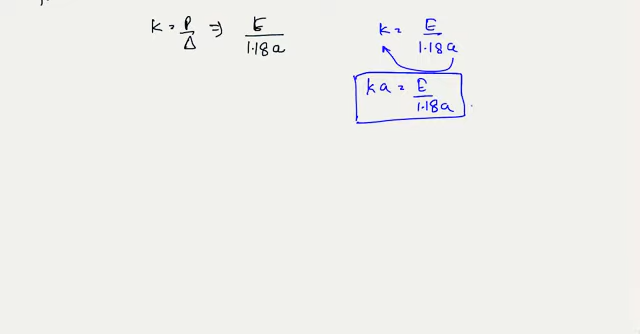 K = P/Δ ⇒ E/1.18a
K = E/1.18a
Ka = E/1.18a